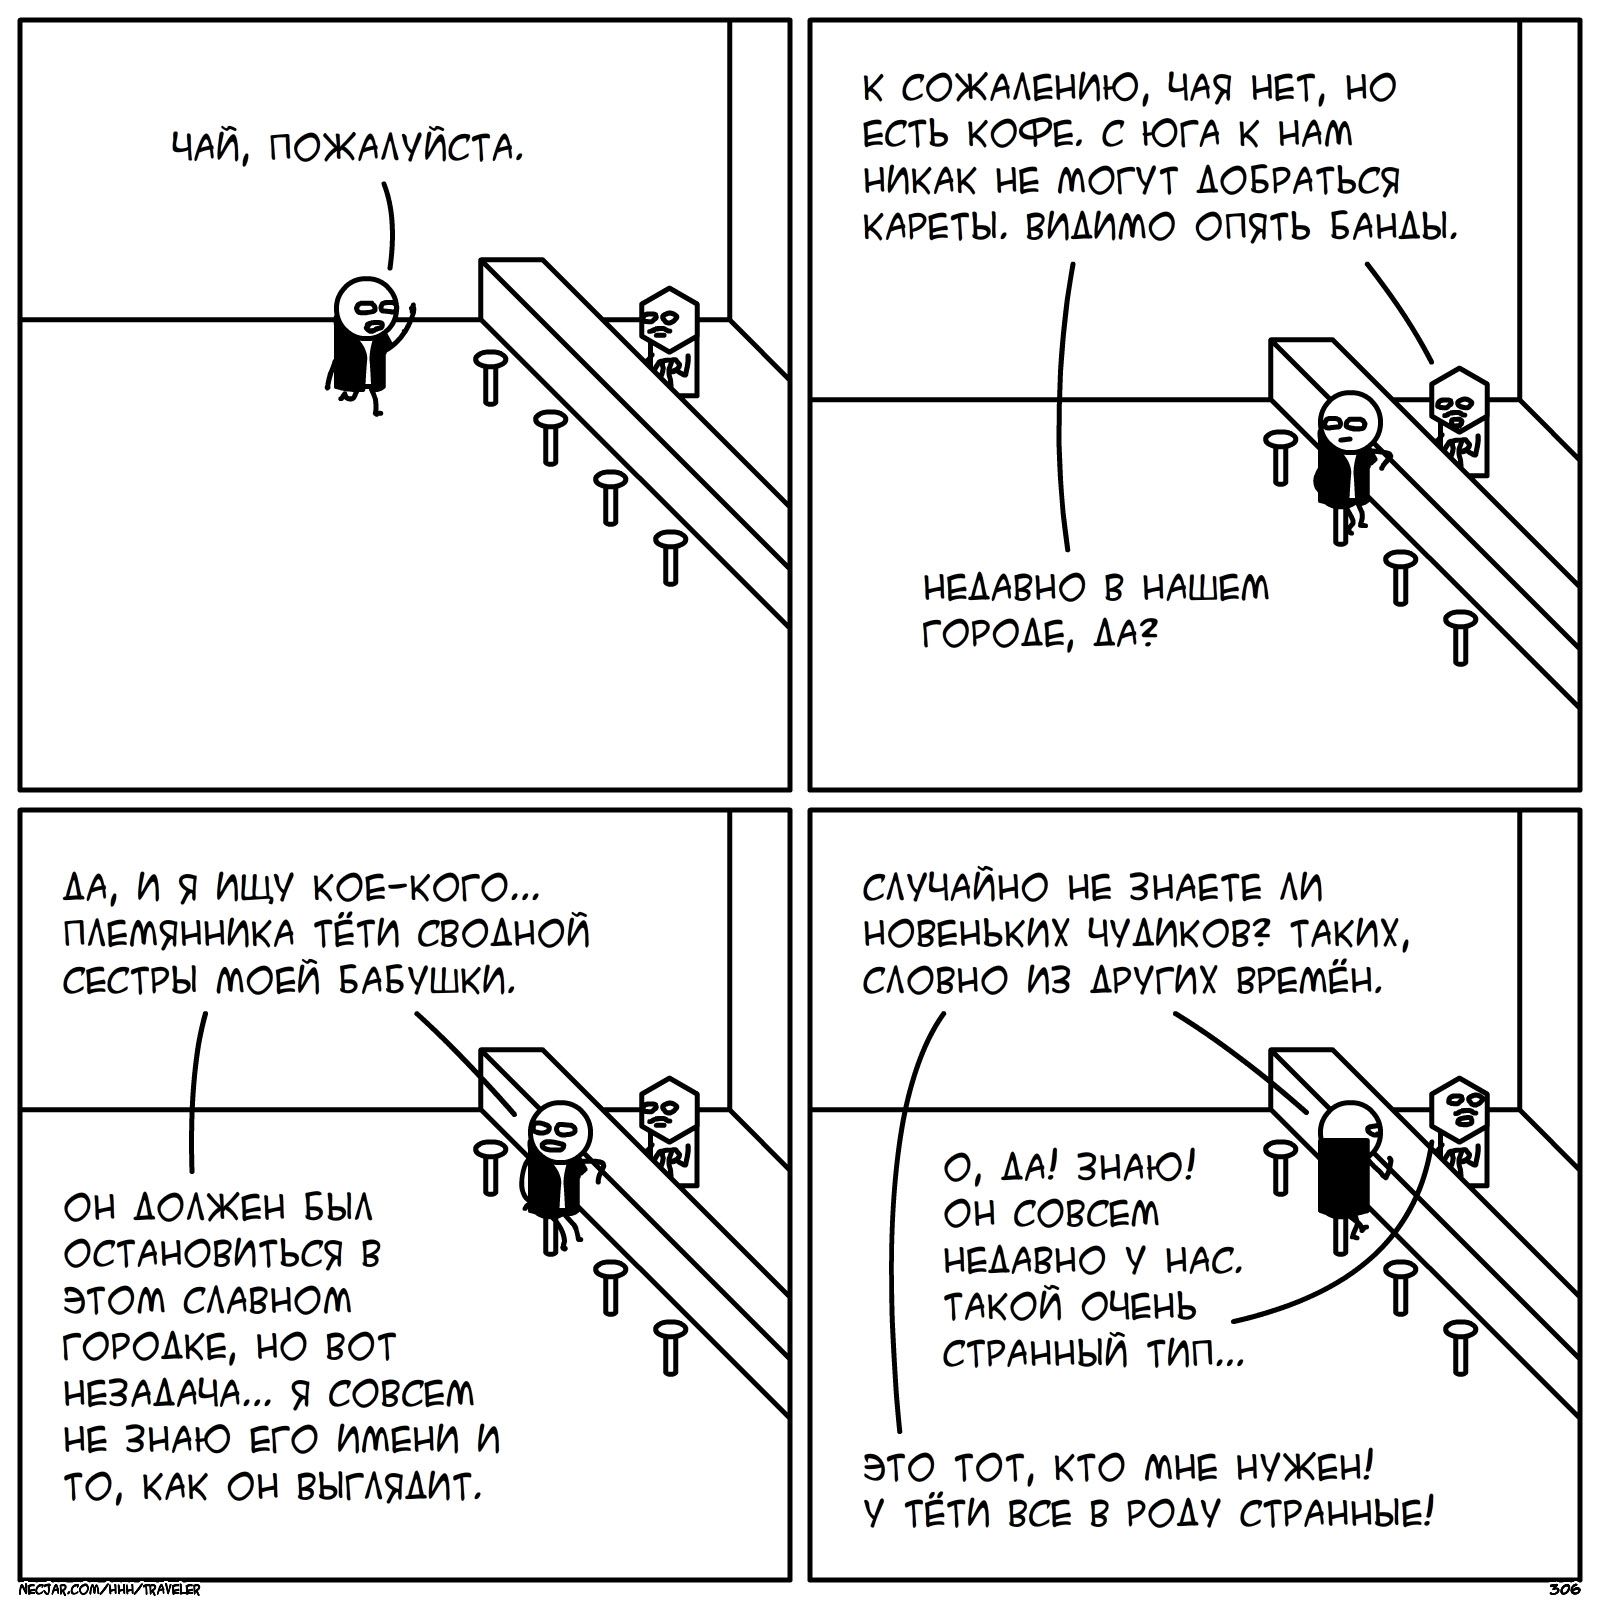 ЧАЙ, ПОЖАЛУЙСТА.
К СОЖАЛЕНИЮ, ЧАЯ НЕТ, НО
ЕСТЬ КОФЕ. С ЮГА К НАМ
НИКАК НЕ МОГУТ ДОБРАТЬСЯ
КАРЕТЫ. ВИДИМО ОПЯТЬ БАНДЫ.
НЕДАВНО В НАШЕМ
ГОРОДЕ, ДА?
ДА, И Я ИЩУ КОЕ-КОГО...
ПЛЕМЯННИКА ТЁТИ СВОДНОЙ
СЕСТРЫ МОЕЙ БАБУШКИ.
ОН ДОЛЖЕН БЫЛ
ОСТАНОВИТЬСЯ В
ЭТОМ СЛАВНОМ
ГОРОДКЕ, НО ВОТ
НЕЗАДАЧА... Я СОВСЕМ
НЕ ЗНАЮ ЕГО ИМЕНИ И
ТО, КАК ОН ВЫГЛЯДИТ.
СЛУЧАЙНО НЕ ЗНАЕТЕ ЛИ
НОВЕНЬКИХ ЧУДИКОВ? ТАКИХ,
СЛОВНО ИЗ ДРУГИХ ВРЕМЁН.
О, ДА! ЗНАЮ!
ОН СОВСЕМ
НЕДАВНО У НАС.
ТАКОЙ ОЧЕНЬ
СТРАННЫЙ ТИП...
ЭТО ТОТ, КТО МНЕ НУЖЕН!
У ТЁТИ ВСЕ В РОДУ СТРАННЫЕ!
NECJAR.COM/HHH/TRAVELER
306